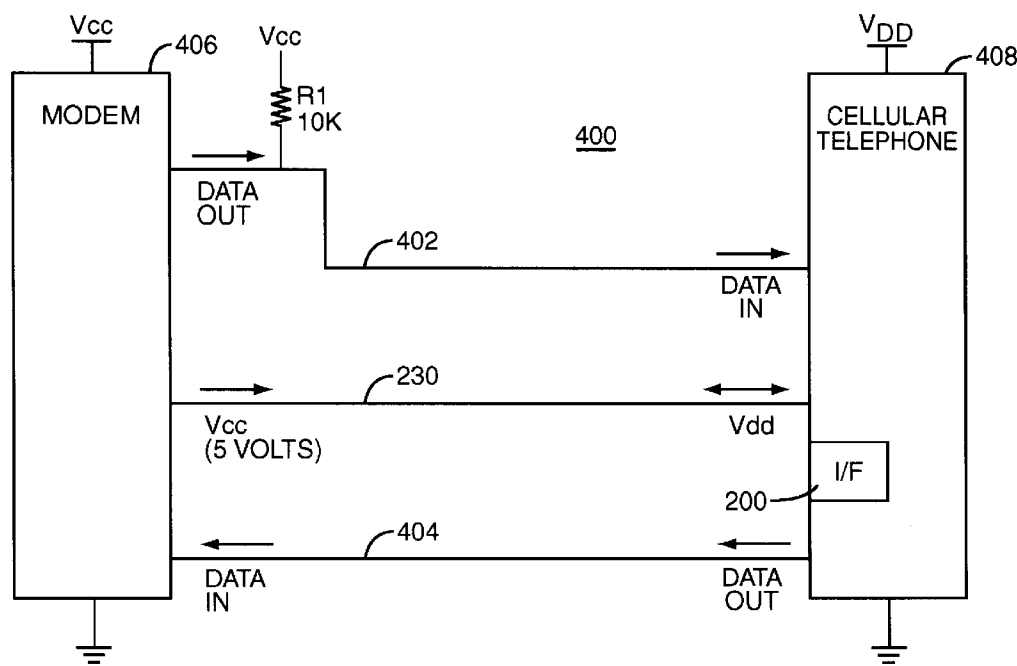 Vcc
406
Vcc
VDD
408
MODEM
R1
10K
400
CELLULAR
TELEPHONE
DATA
OUT
402
DATA
IN
230
Vcc
(5 VOLTS)
Vdd
I/F
200
404
DATA
IN
DATA
OUT